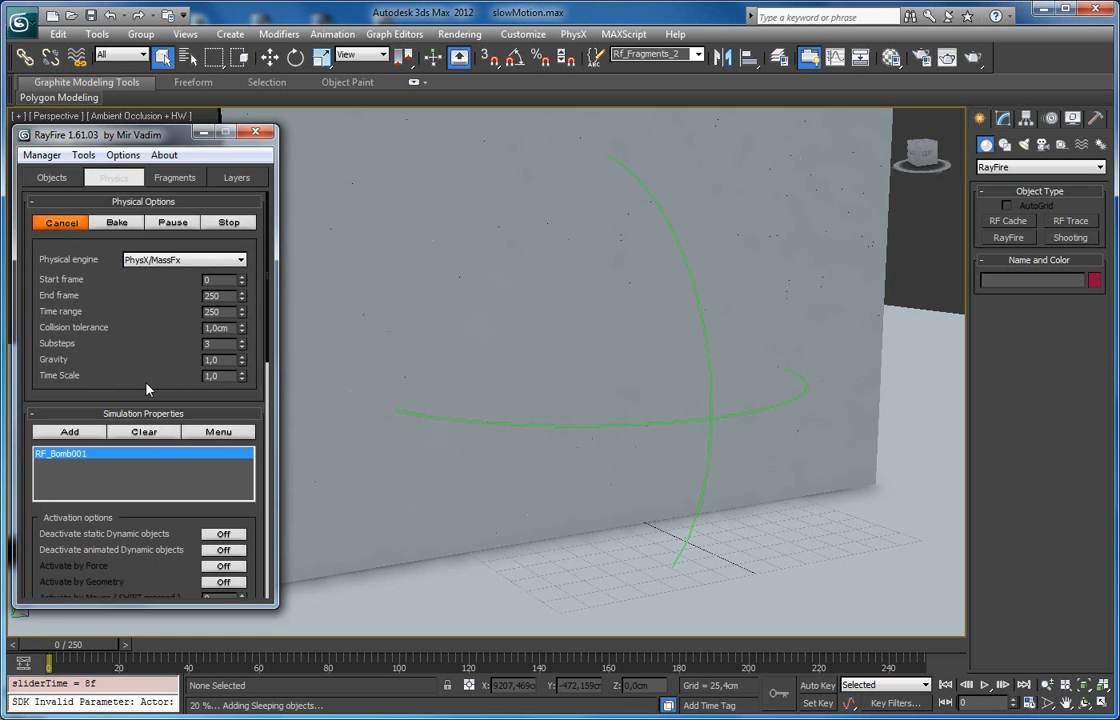 Autodesk 3ds Max 2012 slowMotion.max
Type a keyword or phrase
Edit Tools Group Views Create Modifiers Animation Graph Editors Rendering Customize PhysX MAXScript Help
All View 3 Rf_Fragments_2
Graphite Modeling Tools Freeform Selection Object Paint
Polygon Modeling
[ + ] [ Perspective ] [ Ambient Occlusion + HW ]
RayFire 1.61.03 by Mir Vadim
Manager Tools Options About
Objects Physics Fragments Layers
Physical Options
Cancel Bake Pause Stop
Physical engine PhysX/MassFx
Start frame 0
End frame 250
Time range 250
Collision tolerance 1,0cm
Substeps 3
Gravity 1,0
Time Scale 1,0
Simulation Properties
Add Clear Menu
RF_Bomb001
Activation options
Deactivate static Dynamic objects Off
Deactivate animated Dynamic objects Off
Activate by Force Off
Activate by Geometry Off
Activate by Mouse ( SHIFT pressed )
RayFire
Object Type
AutoGrid
RF Cache RF Trace
RayFire Shooting
Name and Color
< 0 / 250 >
0 20 40 60 80 100 120 140 160 180 200 220 240
sliderTime = 8f
SDK Invalid Parameter: Actor:
None Selected X: 9207,469c Y: -472,159c Z: 0,0cm Grid = 25,4cm
20 %... Adding Sleeping objects... Add Time Tag
Auto Key Selected
Set Key Key Filters... 0